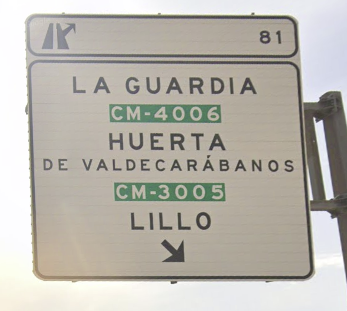 81
LA GUARDIA
CM-4006
HUERTA
DE VALDECARÁBANOS
CM-3005
LILLO